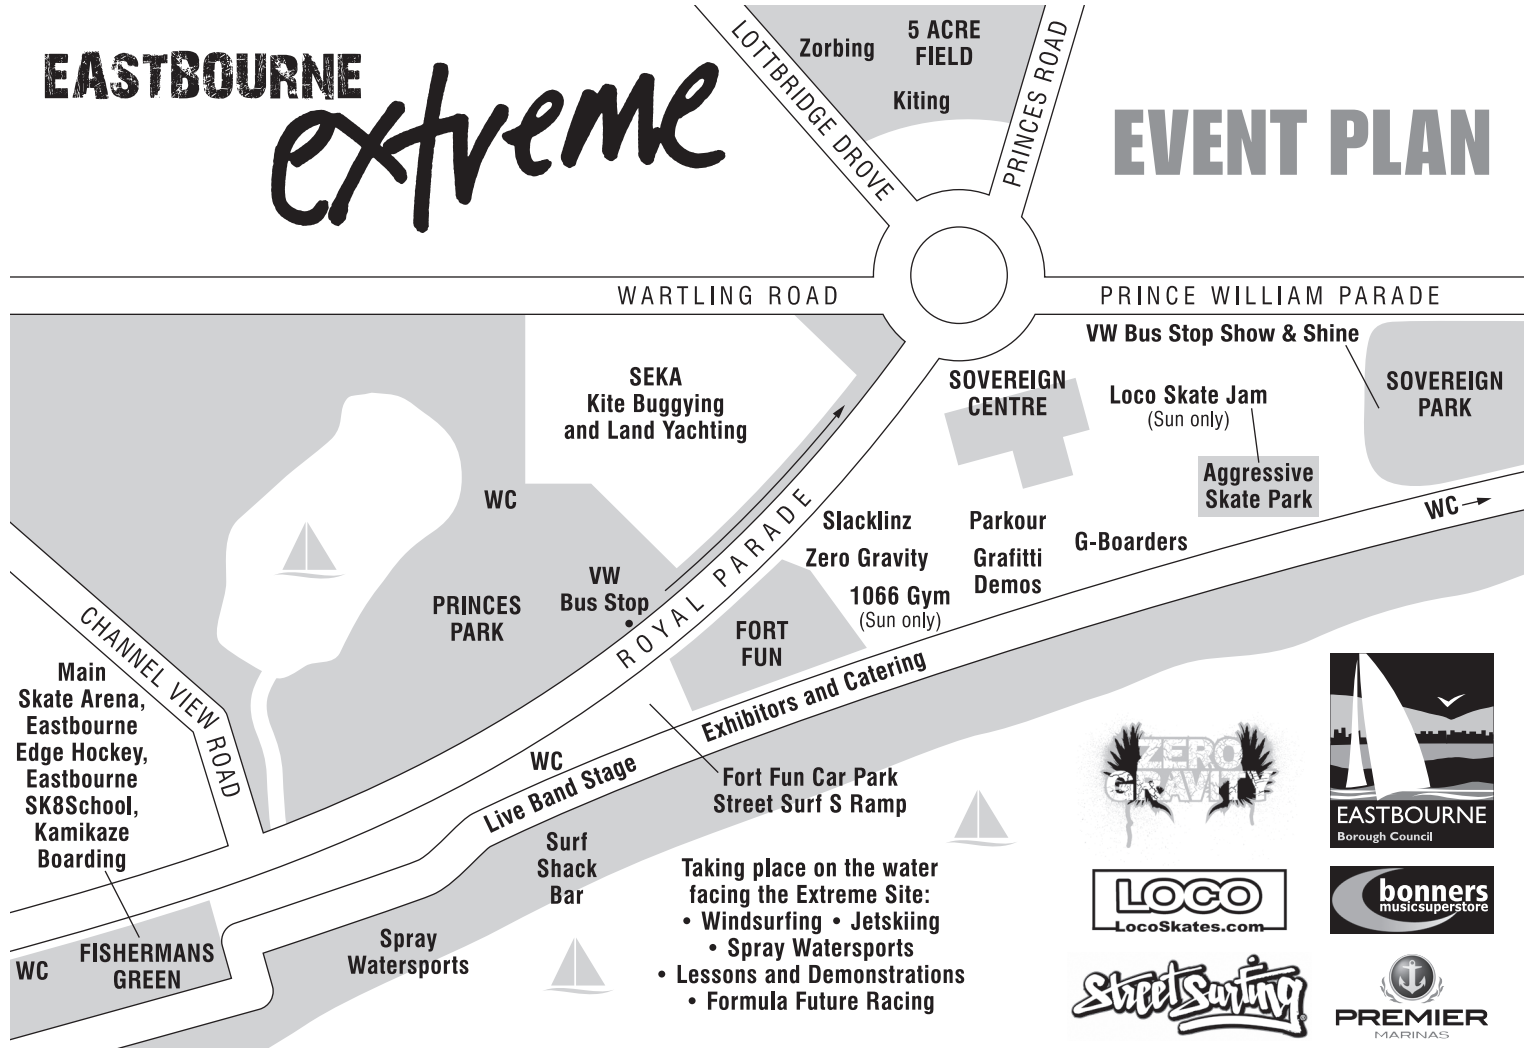 EASTBOURNE
extreme
EVENT PLAN
LOTTBRIDGE DROVE
Zorbing
5 ACRE
FIELD
Kiting
PRINCES ROAD
WARTLING ROAD
PRINCE WILLIAM PARADE
VW Bus Stop Show & Shine
SEKA
Kite Buggying
and Land Yachting
SOVEREIGN
CENTRE
Loco Skate Jam
(Sun only)
SOVEREIGN
PARK
Aggressive
Skate Park
WC
WC
ROYAL PARADE
Slacklinz
Parkour
Zero Gravity
Grafitti
Demos
G-Boarders
1066 Gym
(Sun only)
VW
Bus Stop
PRINCES
PARK
FORT
FUN
CHANNEL VIEW ROAD
Main
Skate Arena,
Eastbourne
Edge Hockey,
Eastbourne
SK8School,
Kamikaze
Boarding
Exhibitors and Catering
WC
Live Band Stage
Fort Fun Car Park
Street Surf S Ramp
Surf
Shack
Bar
FISHERMANS
GREEN
WC
Spray
Watersports
Taking place on the water
facing the Extreme Site:
• Windsurfing • Jetskiing
• Spray Watersports
• Lessons and Demonstrations
• Formula Future Racing
ZERO
GRAVITY
EASTBOURNE
Borough Council
LOCO
LocoSkates.com
bonners
musicsuperstore
StreetSurfing
PREMIER
MARINAS